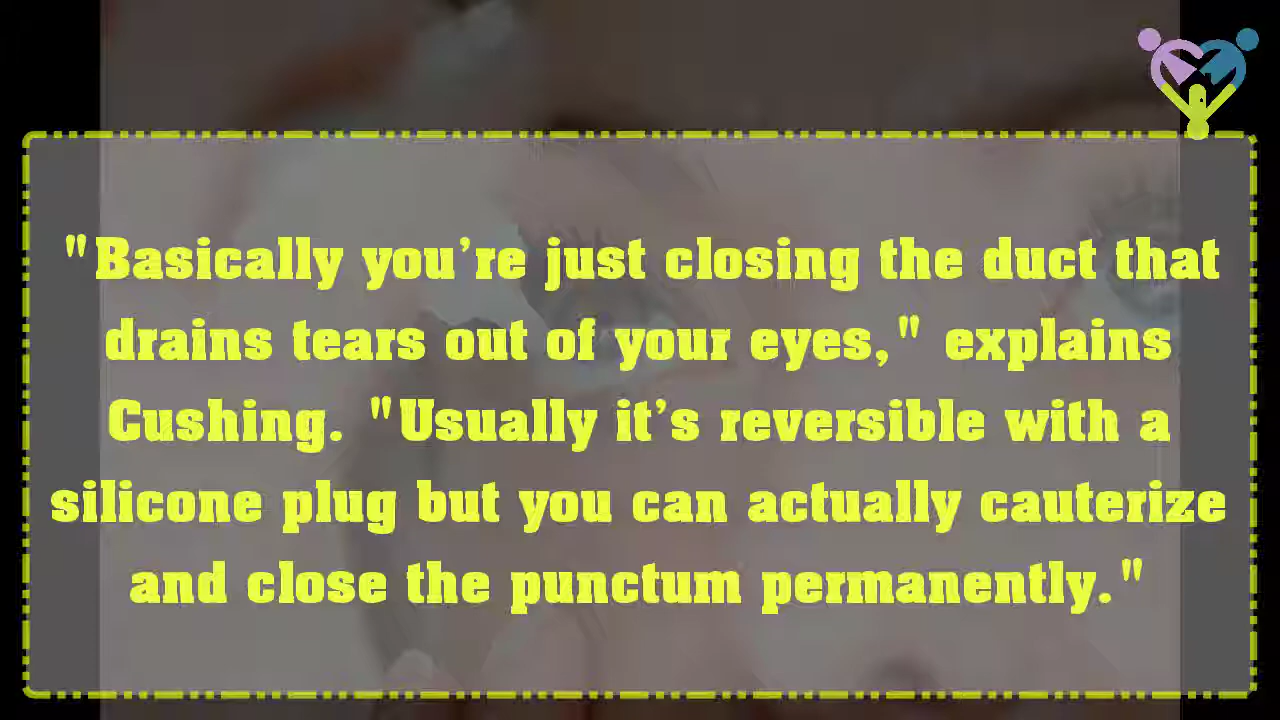 "Basically you’re just closing the duct that
drains tears out of your eyes," explains
Cushing. "Usually it’s reversible with a
silicone plug but you can actually cauterize
and close the punctum permanently."